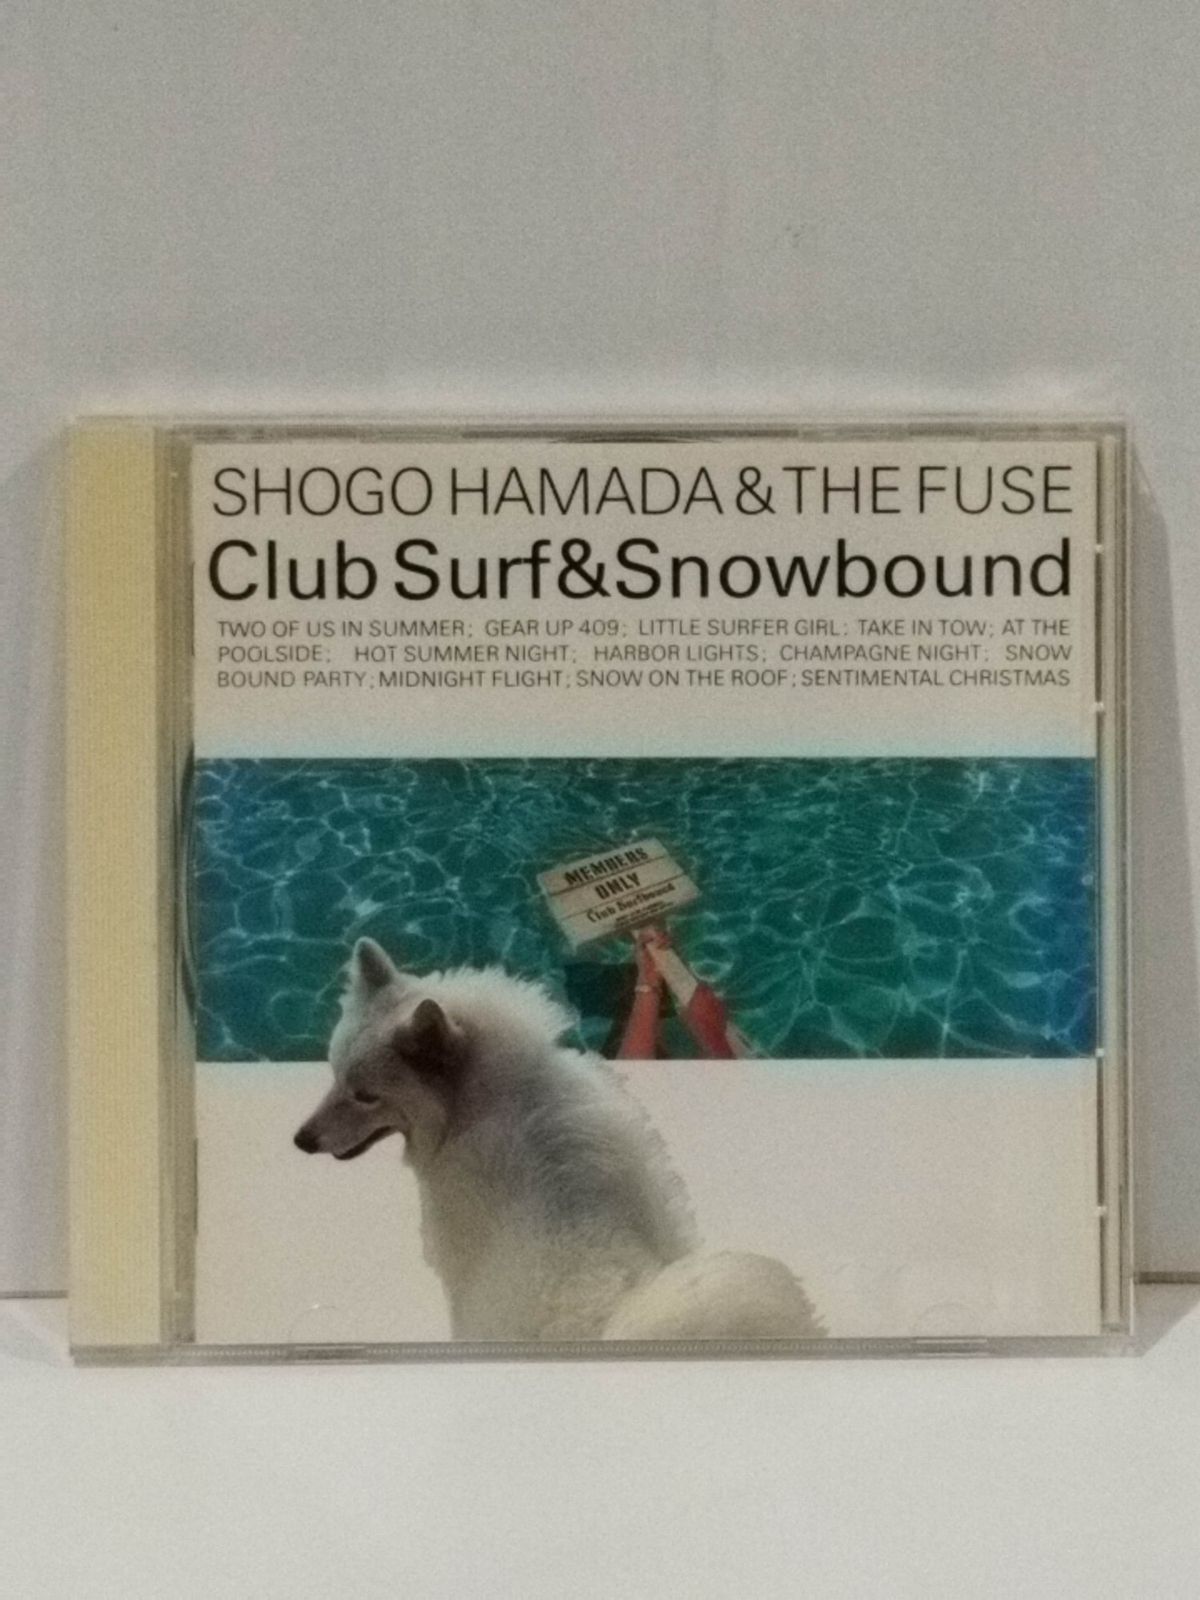 SHOGO HAMADA & THE FUSE
Club Surf&Snowbound
TWO OF US IN SUMMER; GEAR UP 409; LITTLE SURFER GIRL; TAKE IN TOW; AT THE
POOLSIDE; HOT SUMMER NIGHT; HARBOR LIGHTS; CHAMPAGNE NIGHT; SNOW
BOUND PARTY; MIDNIGHT FLIGHT; SNOW ON THE ROOF; SENTIMENTAL CHRISTMAS
MEMBERS
ONLY
Club Surfbound